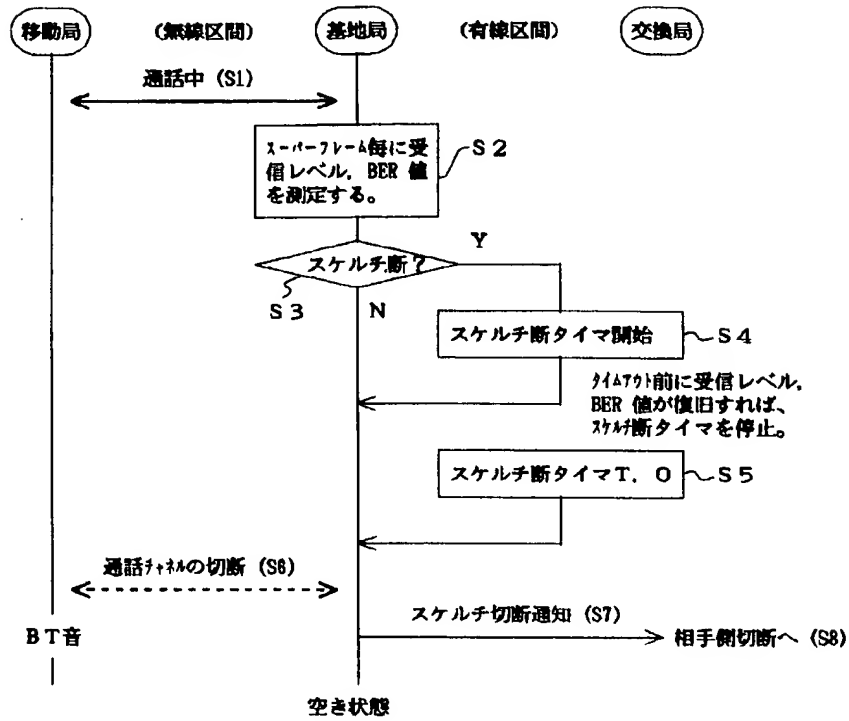 移動局 (無線区間) 基地局 (有線区間) 交換局
通話中 (S1)
スーパーフレーム毎に受
信レベル, BER 値
を測定する。
S2
スケルチ断?
Y
S3
N
スケルチ断タイマ開始
S4
タイムアウト前に受信レベル,
BER 値が復旧すれば、
スケルチ断タイマを停止。
スケルチ断タイマT. O
S5
通話チャネルの切断 (S6)
スケルチ切断通知 (S7)
BT音
相手側切断へ (S8)
空き状態